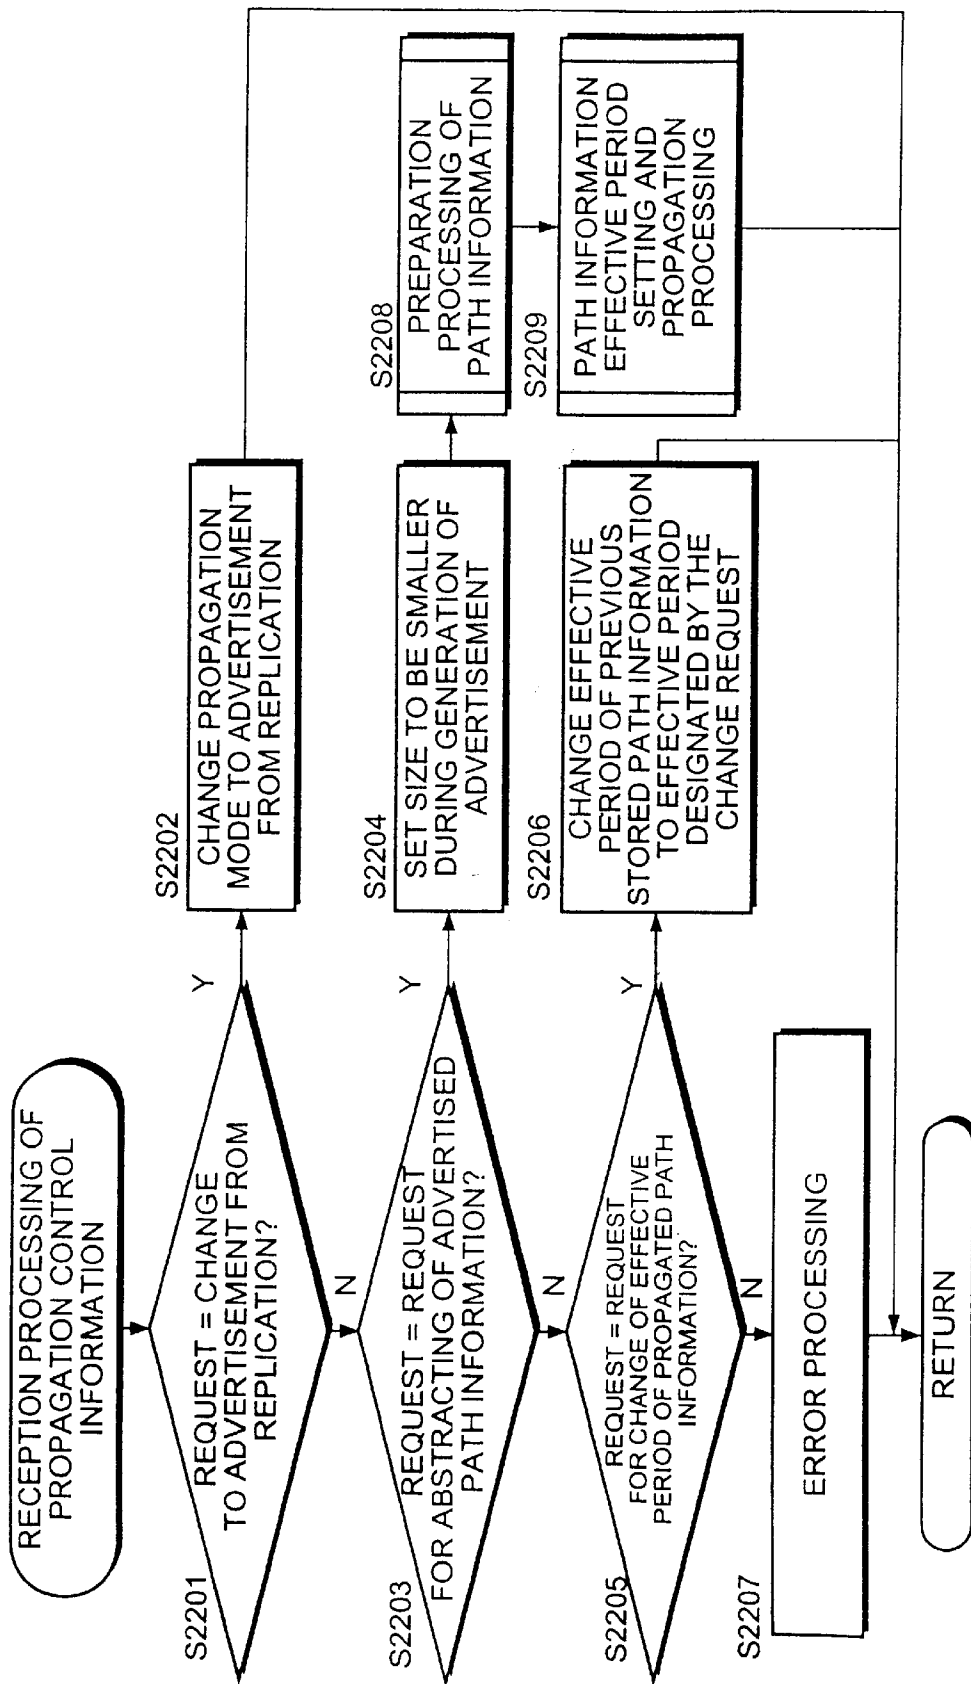 RECEPTION PROCESSING OF
PROPAGATION CONTROL
INFORMATION
S2201
REQUEST = CHANGE
TO ADVERTISEMENT FROM
REPLICATION?
Y
N
S2202
CHANGE PROPAGATION
MODE TO ADVERTISEMENT
FROM REPLICATION
S2203
REQUEST = REQUEST
FOR ABSTRACTING OF ADVERTISED
PATH INFORMATION?
Y
N
S2204
SET SIZE TO BE SMALLER
DURING GENERATION OF
ADVERTISEMENT
S2208
PREPARATION
PROCESSING OF
PATH INFORMATION
S2209
PATH INFORMATION
EFFECTIVE PERIOD
SETTING AND
PROPAGATION
PROCESSING
S2205
REQUEST = REQUEST
FOR CHANGE OF EFFECTIVE
PERIOD OF PROPAGATED PATH
INFORMATION?
Y
N
S2206
CHANGE EFFECTIVE
PERIOD OF PREVIOUS
STORED PATH INFORMATION
TO EFFECTIVE PERIOD
DESIGNATED BY THE
CHANGE REQUEST
S2207
ERROR PROCESSING
RETURN